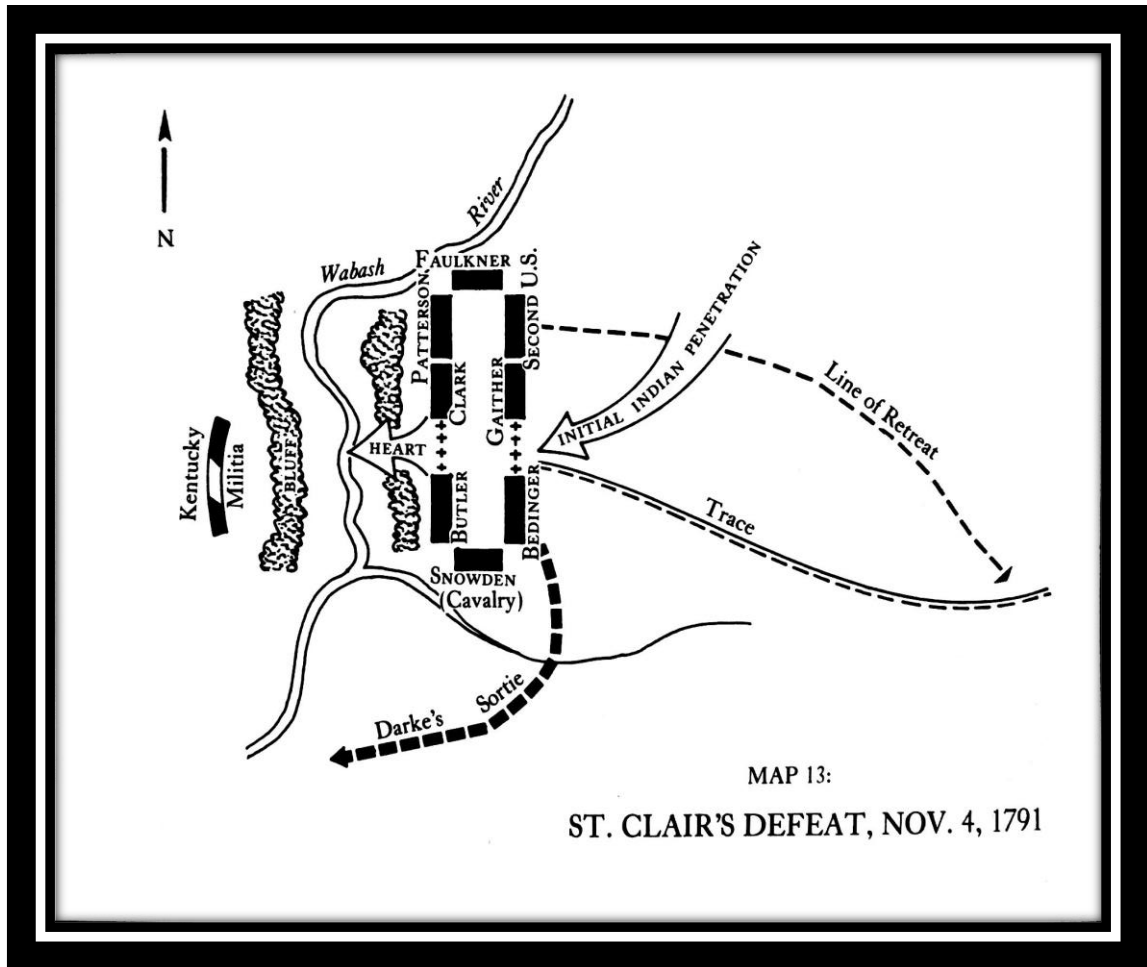 N
Wabash
River
FAULKNER
PATTERSON
SECOND U.S.
CLARK
GAITHER
HEART
INITIAL INDIAN PENETRATION
Line of Retreat
Kentucky
Militia
BLUFF
BUTLER
BEDINGER
Trace
SNOWDEN
(Cavalry)
Darke's Sortie
MAP 13:
ST. CLAIR'S DEFEAT, NOV. 4, 1791